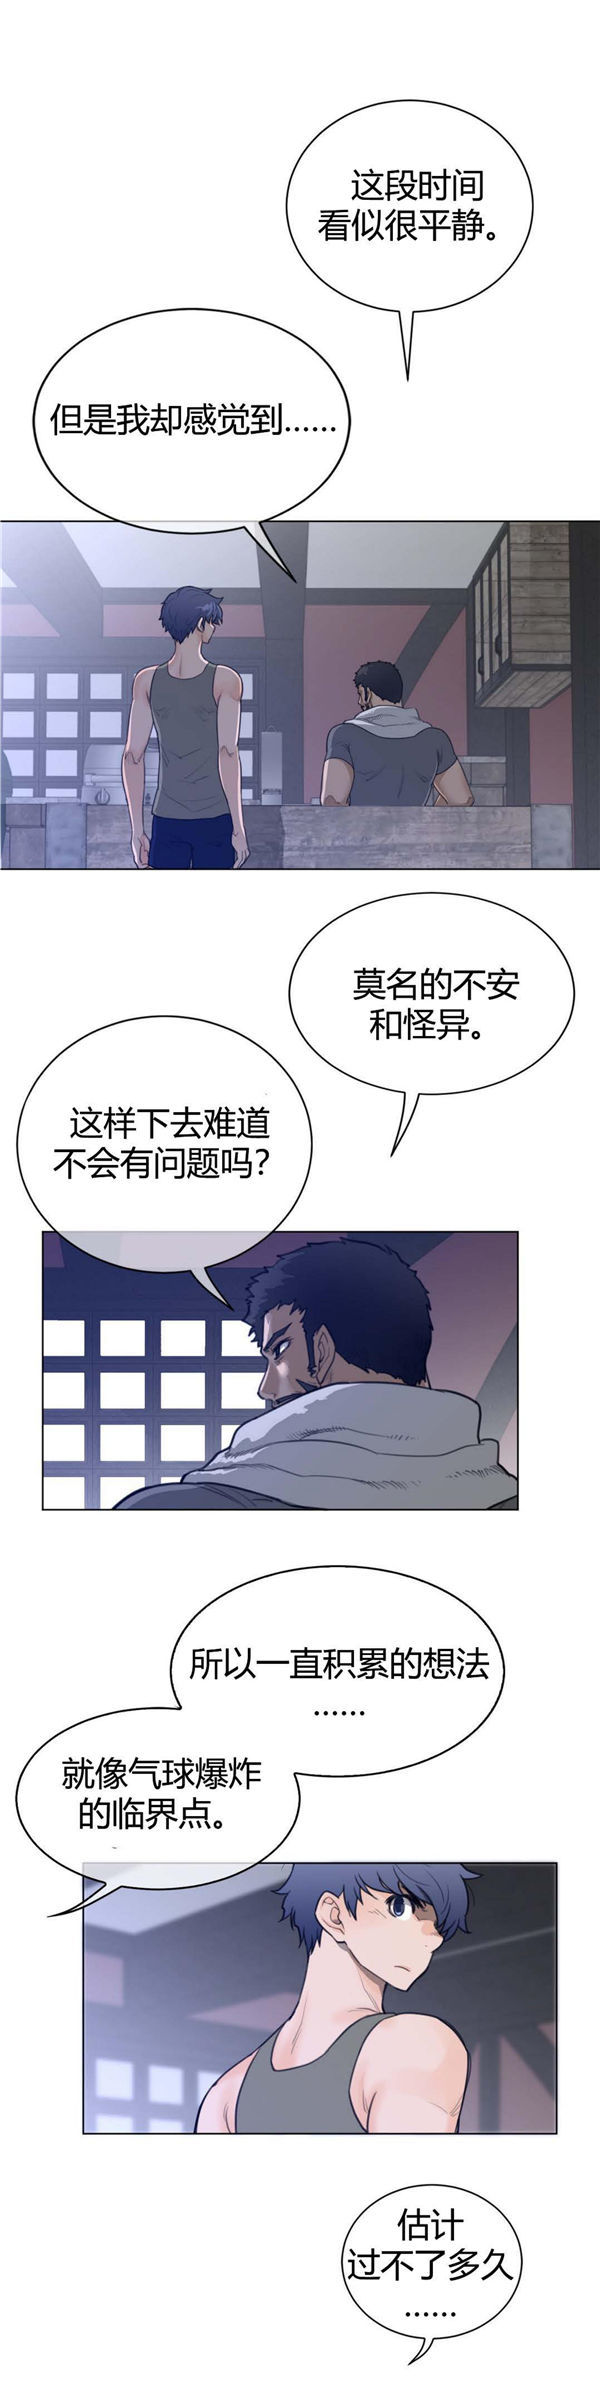 这段时间
看似很平静。
但是我却感觉到……
莫名的不安
和怪异。
这样下去难道
不会有问题吗？
所以一直积累的想法
……
就像气球爆炸
的临界点。
估计
过不了多久
……